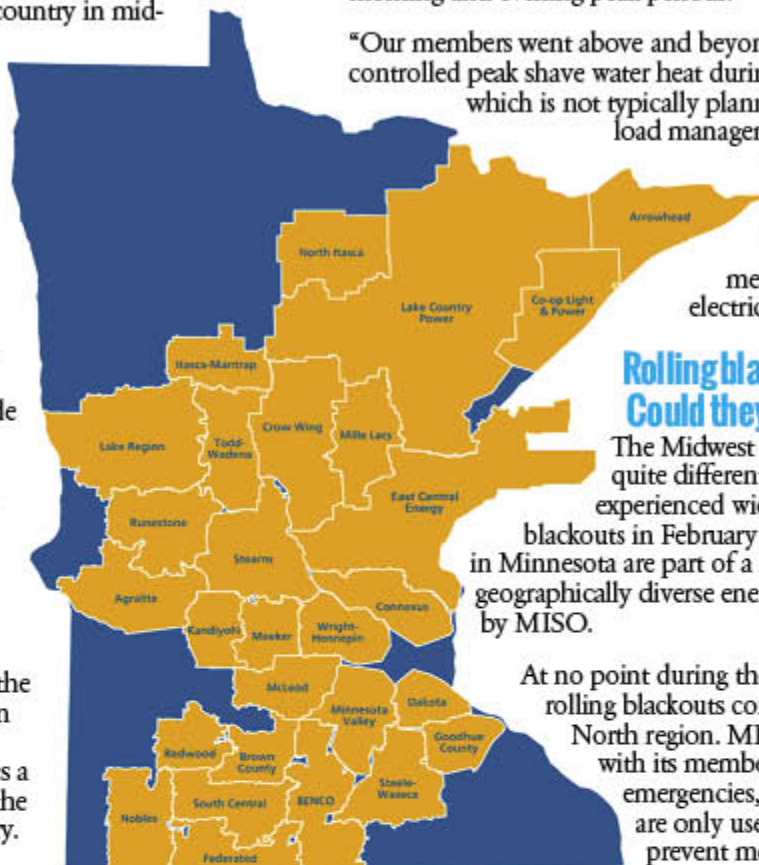 country in mid-
“Our members went above and beyon
controlled peak shave water heat durin
which is not typically plann
load manager
Arrowhead
North Itasca
me
electric
Co-op Light
& Power
Lake Country
Power
Itasca-Mantrap
Rolling bla
Could they
le
Crow Wing
Mille Lacs
Lake Region
Todd-
Wadena
The Midwest
quite differen
experienced wi
East Central
Energy
Runestone
blackouts in February
in Minnesota are part of a
Stearns
geographically diverse ene
Agralite
Connexus
by MISO.
Kandiyohi
Meeker
Wright-
Hennepin
the
n
At no point during the
McLeod
Dakota
rolling blackouts co
Minnesota
Valley
North region. MI
Goodhue
County
Redwood
Brown
County
with its membe
s a
Steele-
Waseca
emergencies,
he
South Central
BENCO
Nobles
are only use
y.
prevent mo
Federated